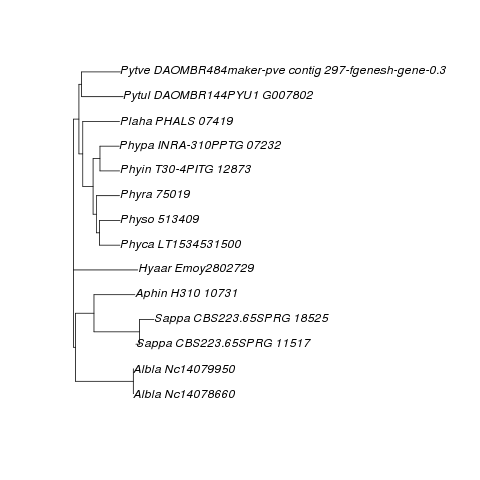 Pytve DAOMBR484maker-pve contig 297-fgenesh-gene-0.3
Pytul DAOMBR144PYU1 G007802
Plaha PHALS 07419
Phypa INRA-310PPTG 07232
Phyin T30-4PITG 12873
Phyra 75019
Physo 513409
Phyca LT1534531500
Hyaar Emoy2802729
Aphin H310 10731
Sappa CBS223.65SPRG 18525
Sappa CBS223.65SPRG 11517
Albla Nc14079950
Albla Nc14078660